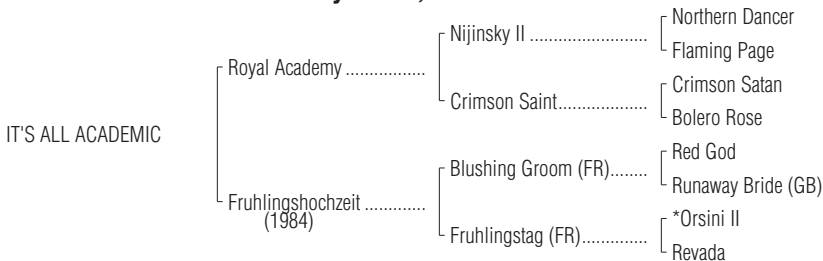 Northern Dancer
Nijinsky II ..........................
Flaming Page
Royal Academy .................
Crimson Satan
Crimson Saint....................
Bolero Rose
IT'S ALL ACADEMIC
Red God
Blushing Groom (FR)........
Runaway Bride (GB)
Fruhlingshochzeit .............
(1984)
*Orsini II
Fruhlingstag (FR)..............
Revada